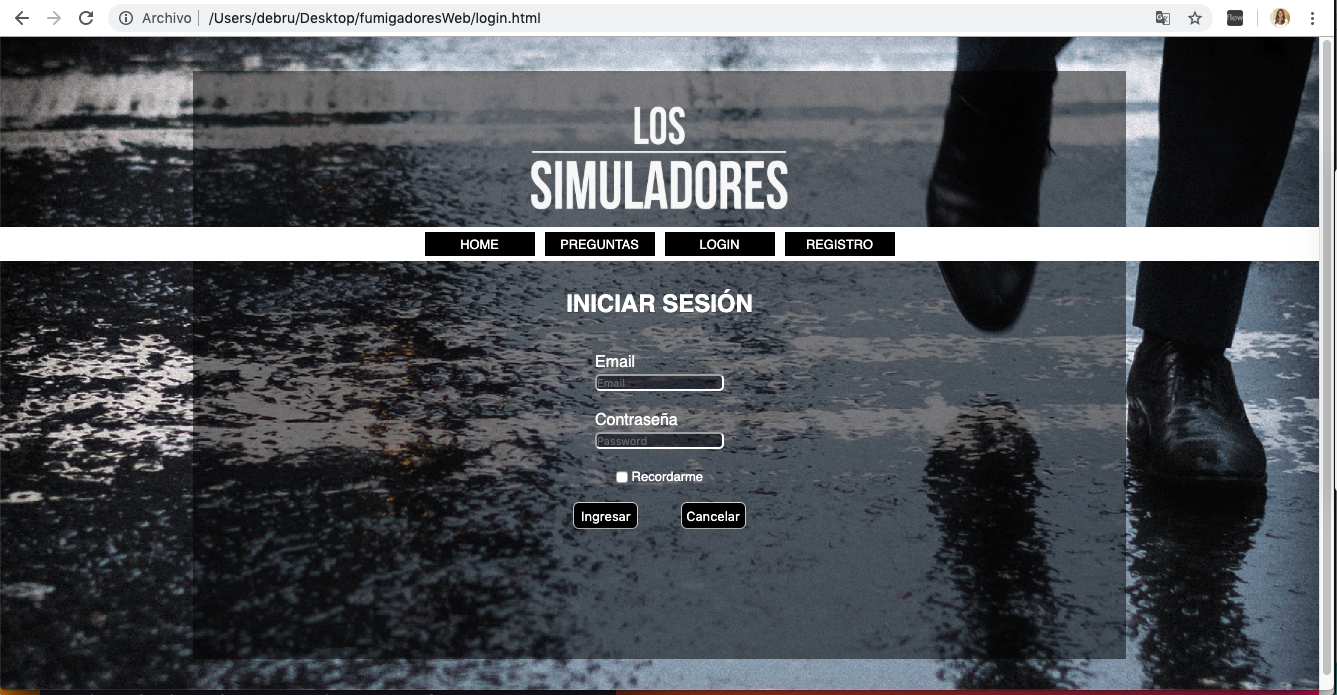 Archivo /Users/debru/Desktop/fumigadoresWeb/login.html
flow
LOS
SIMULADORES
HOME PREGUNTAS LOGIN REGISTRO
INICIAR SESIÓN
Email
Email
Contraseña
Password
Recordarme
Ingresar Cancelar